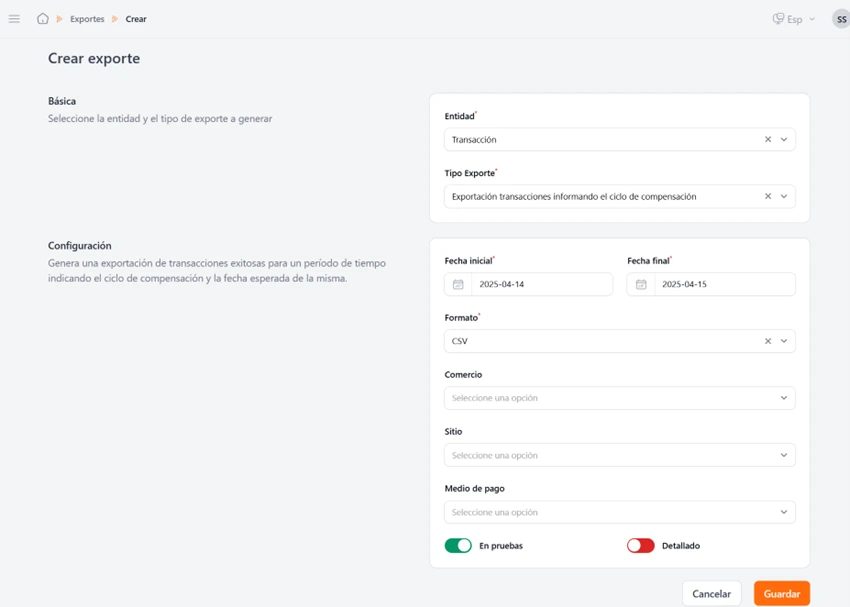 Exportes
Crear
Esp
SS
Crear exporte
Básica
Seleccione la entidad y el tipo de exporte a generar
Entidad*
Transacción
Tipo Exporte*
Exportación transacciones informando el ciclo de compensación
Configuración
Genera una exportación de transacciones exitosas para un período de tiempo
indicando el ciclo de compensación y la fecha esperada de la misma.
Fecha inicial*
Fecha final*
2025-04-14
2025-04-15
Formato*
CSV
Comercio
Seleccione una opción
Sitio
Seleccione una opción
Medio de pago
Seleccione una opción
En pruebas
Detallado
Cancelar
Guardar